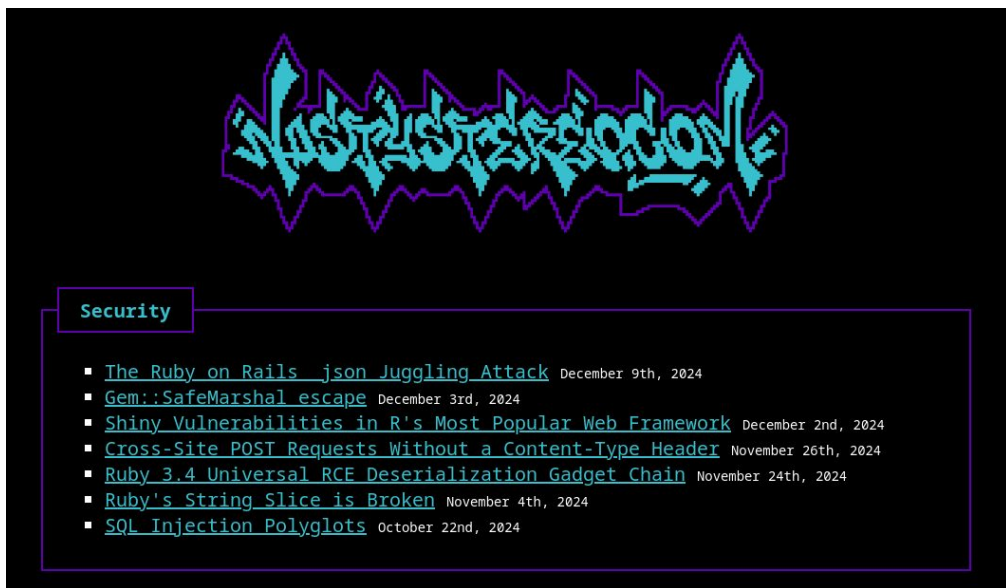 NASTYSTEREO.COM
Security
The Ruby on Rails _json Juggling Attack December 9th, 2024
Gem::SafeMarshal escape December 3rd, 2024
Shiny Vulnerabilities in R's Most Popular Web Framework December 2nd, 2024
Cross-Site POST Requests Without a Content-Type Header November 26th, 2024
Ruby 3.4 Universal RCE Deserialization Gadget Chain November 24th, 2024
Ruby's String Slice is Broken November 4th, 2024
SQL Injection Polyglots October 22nd, 2024